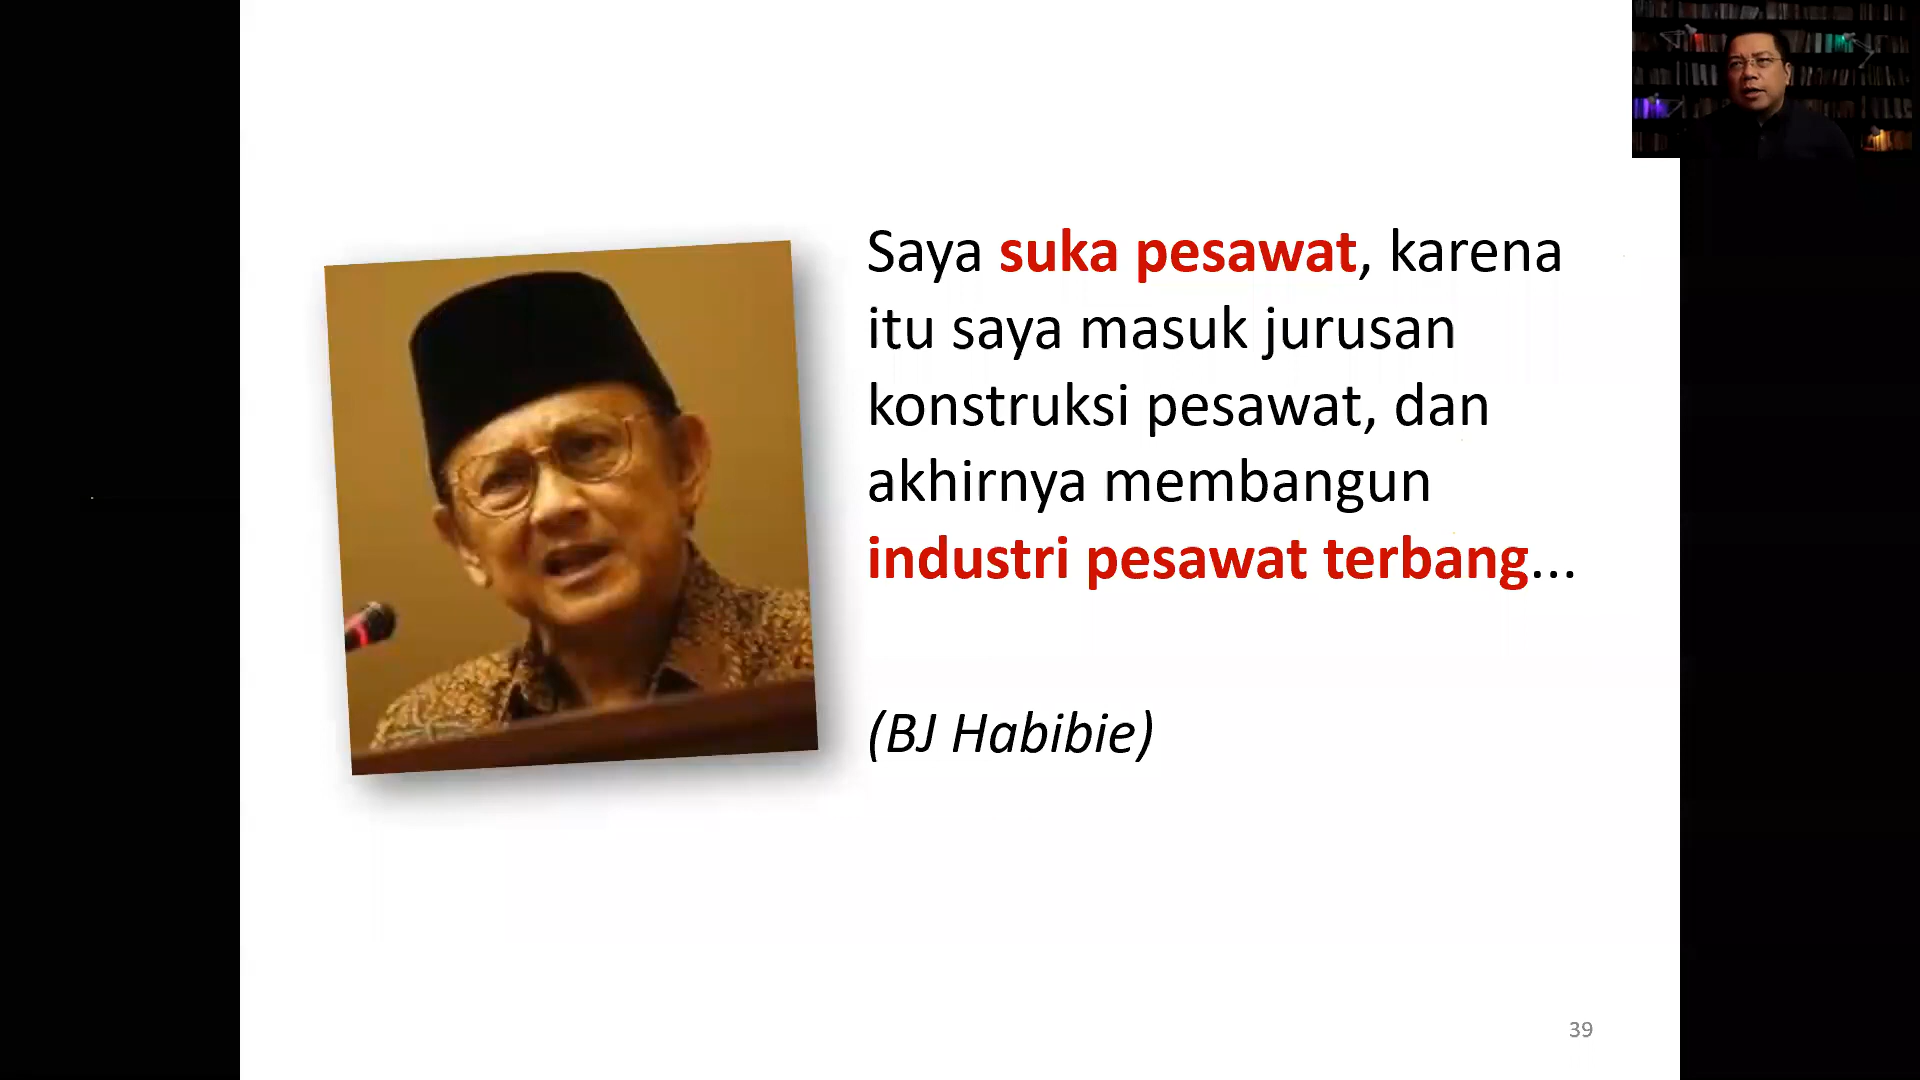 Saya suka pesawat, karena
itu saya masuk jurusan
konstruksi pesawat, dan
akhirnya membangun
industri pesawat terbang...
(BJ Habibie)
39